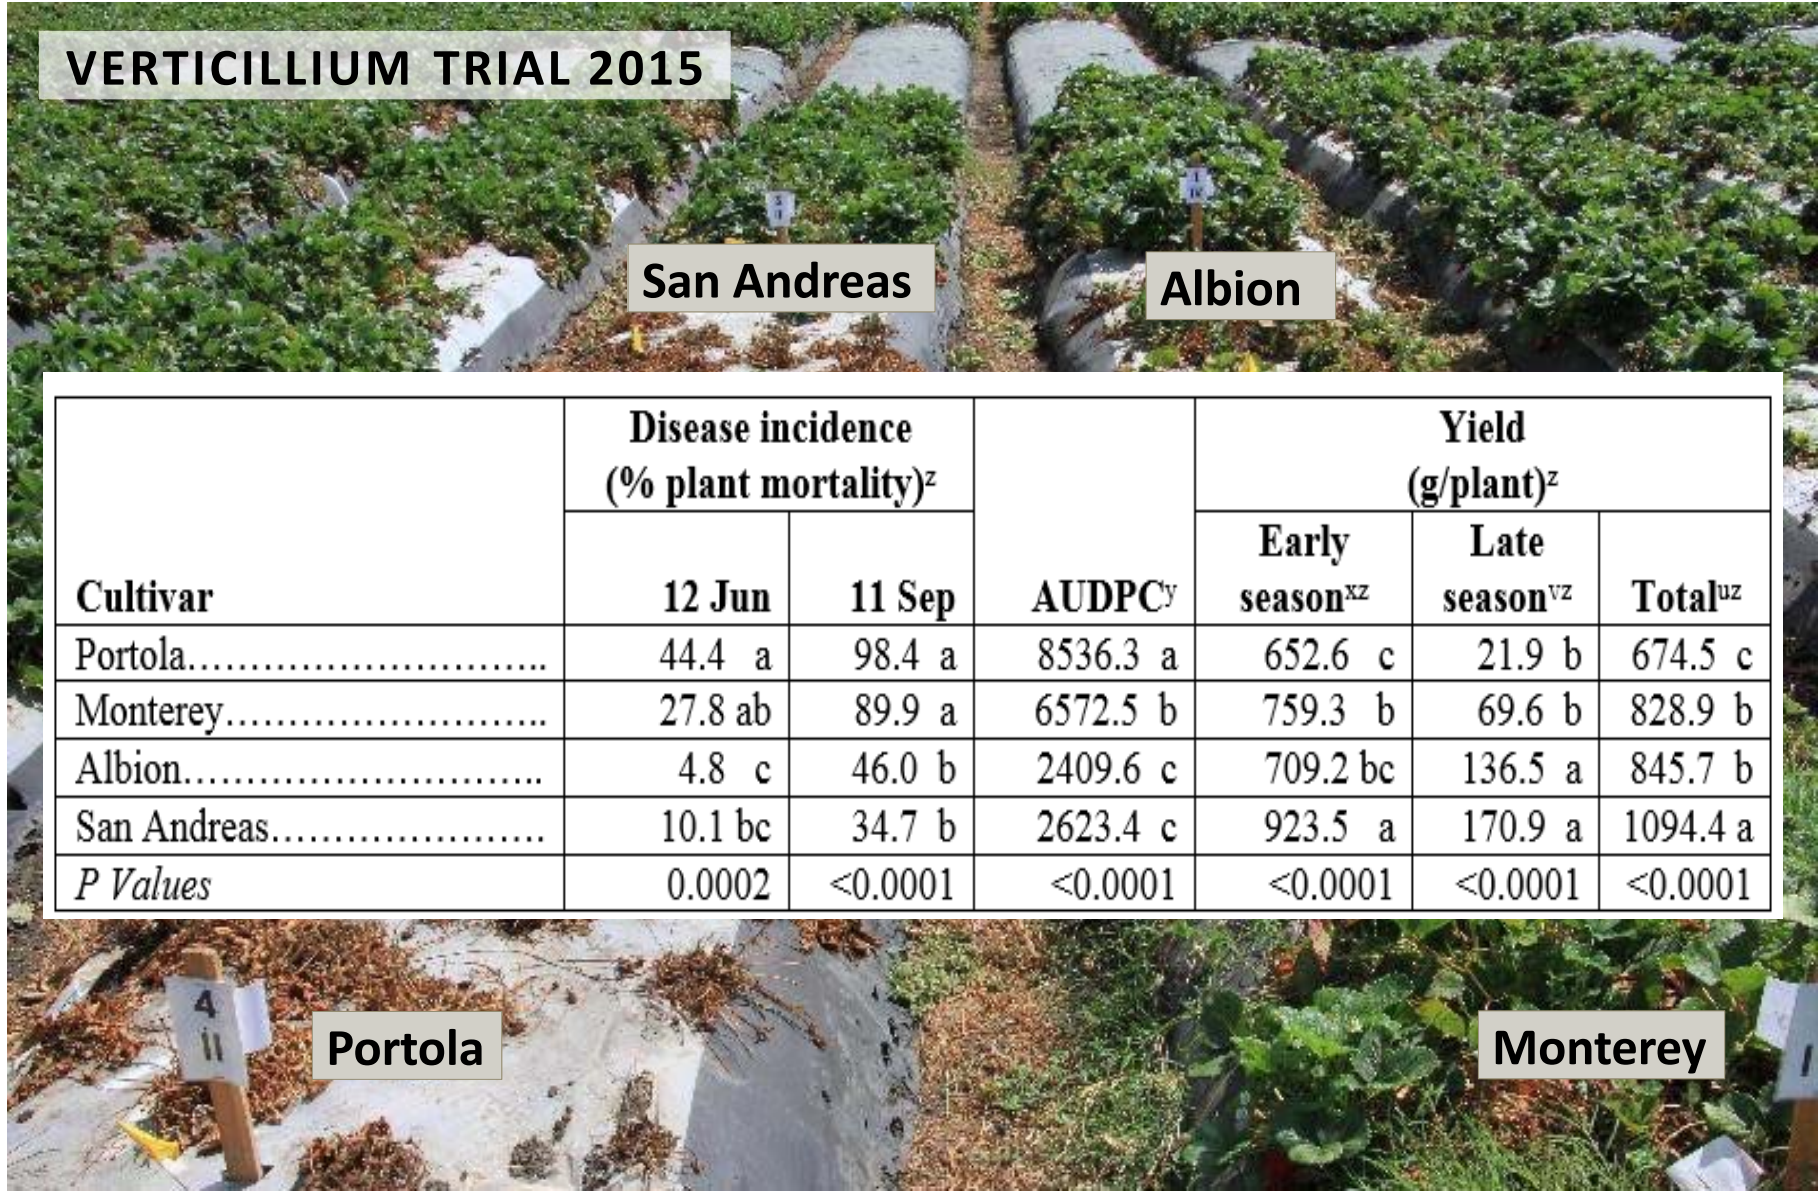 VERTICILLIUM TRIAL 2015
S
II
I
IV
San Andreas
Albion
Disease incidence
(% plant mortality)ᶻ
Yield
(g/plant)ᶻ
Cultivar 12 Jun 11 Sep AUDPCʸ Early seasonˣᶻ Late seasonᵛᶻ Totalᵘᶻ
Portola……………………….. 44.4 a 98.4 a 8536.3 a 652.6 c 21.9 b 674.5 c
Monterey…………………….. 27.8 ab 89.9 a 6572.5 b 759.3 b 69.6 b 828.9 b
Albion……………………….. 4.8 c 46.0 b 2409.6 c 709.2 bc 136.5 a 845.7 b
San Andreas…………………. 10.1 bc 34.7 b 2623.4 c 923.5 a 170.9 a 1094.4 a
P Values 0.0002 <0.0001 <0.0001 <0.0001 <0.0001 <0.0001
4
ii
Portola
Monterey